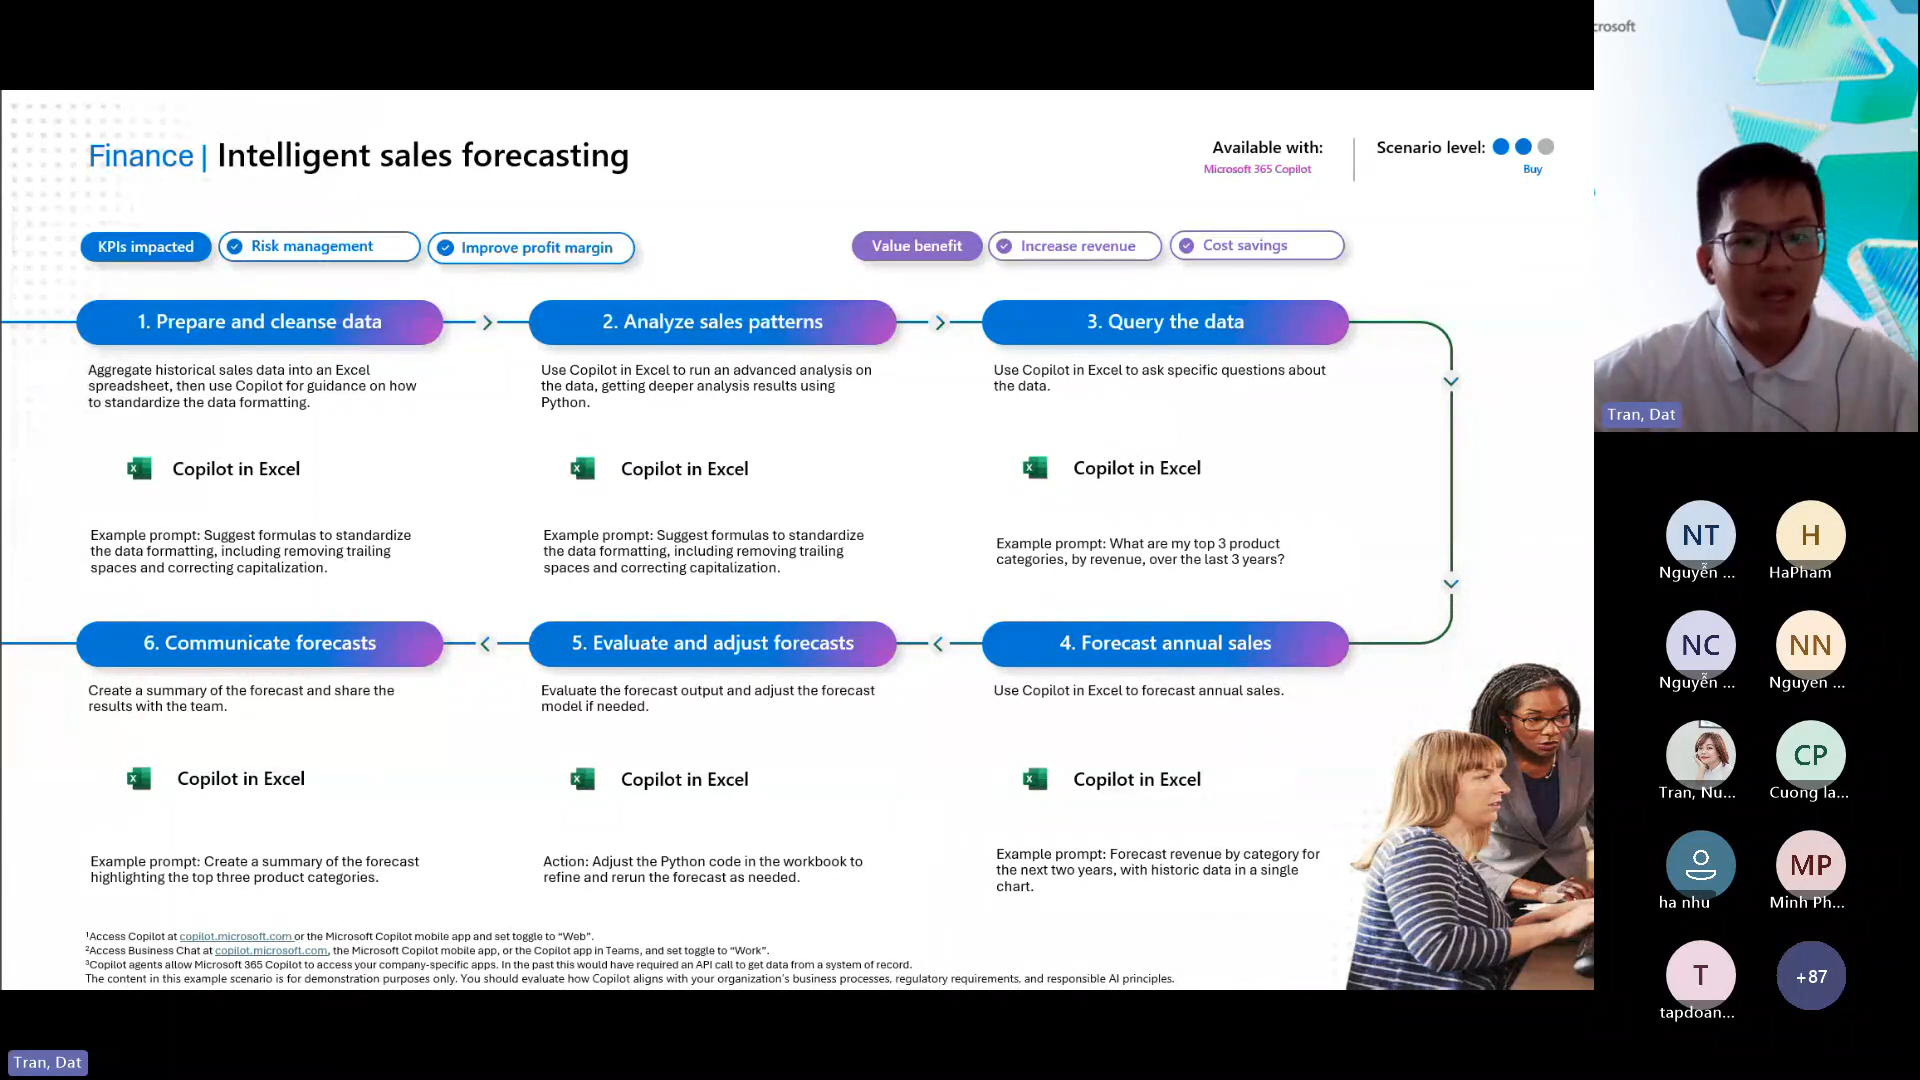 Finance | Intelligent sales forecasting
Available with:
Microsoft 365 Copilot
Scenario level:
Buy
KPIs impacted
Risk management
Improve profit margin
Value benefit
Increase revenue
Cost savings
1. Prepare and cleanse data
Aggregate historical sales data into an Excel
spreadsheet, then use Copilot for guidance on how
to standardize the data formatting.
Copilot in Excel
Example prompt: Suggest formulas to standardize
the data formatting, including removing trailing
spaces and correcting capitalization.
2. Analyze sales patterns
Use Copilot in Excel to run an advanced analysis on
the data, getting deeper analysis results using
Python.
Copilot in Excel
Example prompt: Suggest formulas to standardize
the data formatting, including removing trailing
spaces and correcting capitalization.
3. Query the data
Use Copilot in Excel to ask specific questions about
the data.
Copilot in Excel
Example prompt: What are my top 3 product
categories, by revenue, over the last 3 years?
4. Forecast annual sales
Use Copilot in Excel to forecast annual sales.
Copilot in Excel
Example prompt: Forecast revenue by category for
the next two years, with historic data in a single
chart.
5. Evaluate and adjust forecasts
Evaluate the forecast output and adjust the forecast
model if needed.
Copilot in Excel
Action: Adjust the Python code in the workbook to
refine and rerun the forecast as needed.
6. Communicate forecasts
Create a summary of the forecast and share the
results with the team.
Copilot in Excel
Example prompt: Create a summary of the forecast
highlighting the top three product categories.
¹Access Copilot at copilot.microsoft.com or the Microsoft Copilot mobile app and set toggle to “Web”.
²Access Business Chat at copilot.microsoft.com, the Microsoft Copilot mobile app, or the Copilot app in Teams, and set toggle to “Work”.
³Copilot agents allow Microsoft 365 Copilot to access your company-specific apps. In the past this would have required an API call to get data from a system of record.
The content in this example scenario is for demonstration purposes only. You should evaluate how Copilot aligns with your organization’s business processes, regulatory requirements, and responsible AI principles.
Tran, Dat
crosoft
Tran, Dat
NT
Nguyễn ...
H
HaPham
NC
Nguyễn ...
NN
Nguyen ...
Tran, Nu...
CP
Cuong la...
ha nhu
MP
Minh Ph...
T
tapdoan...
+87